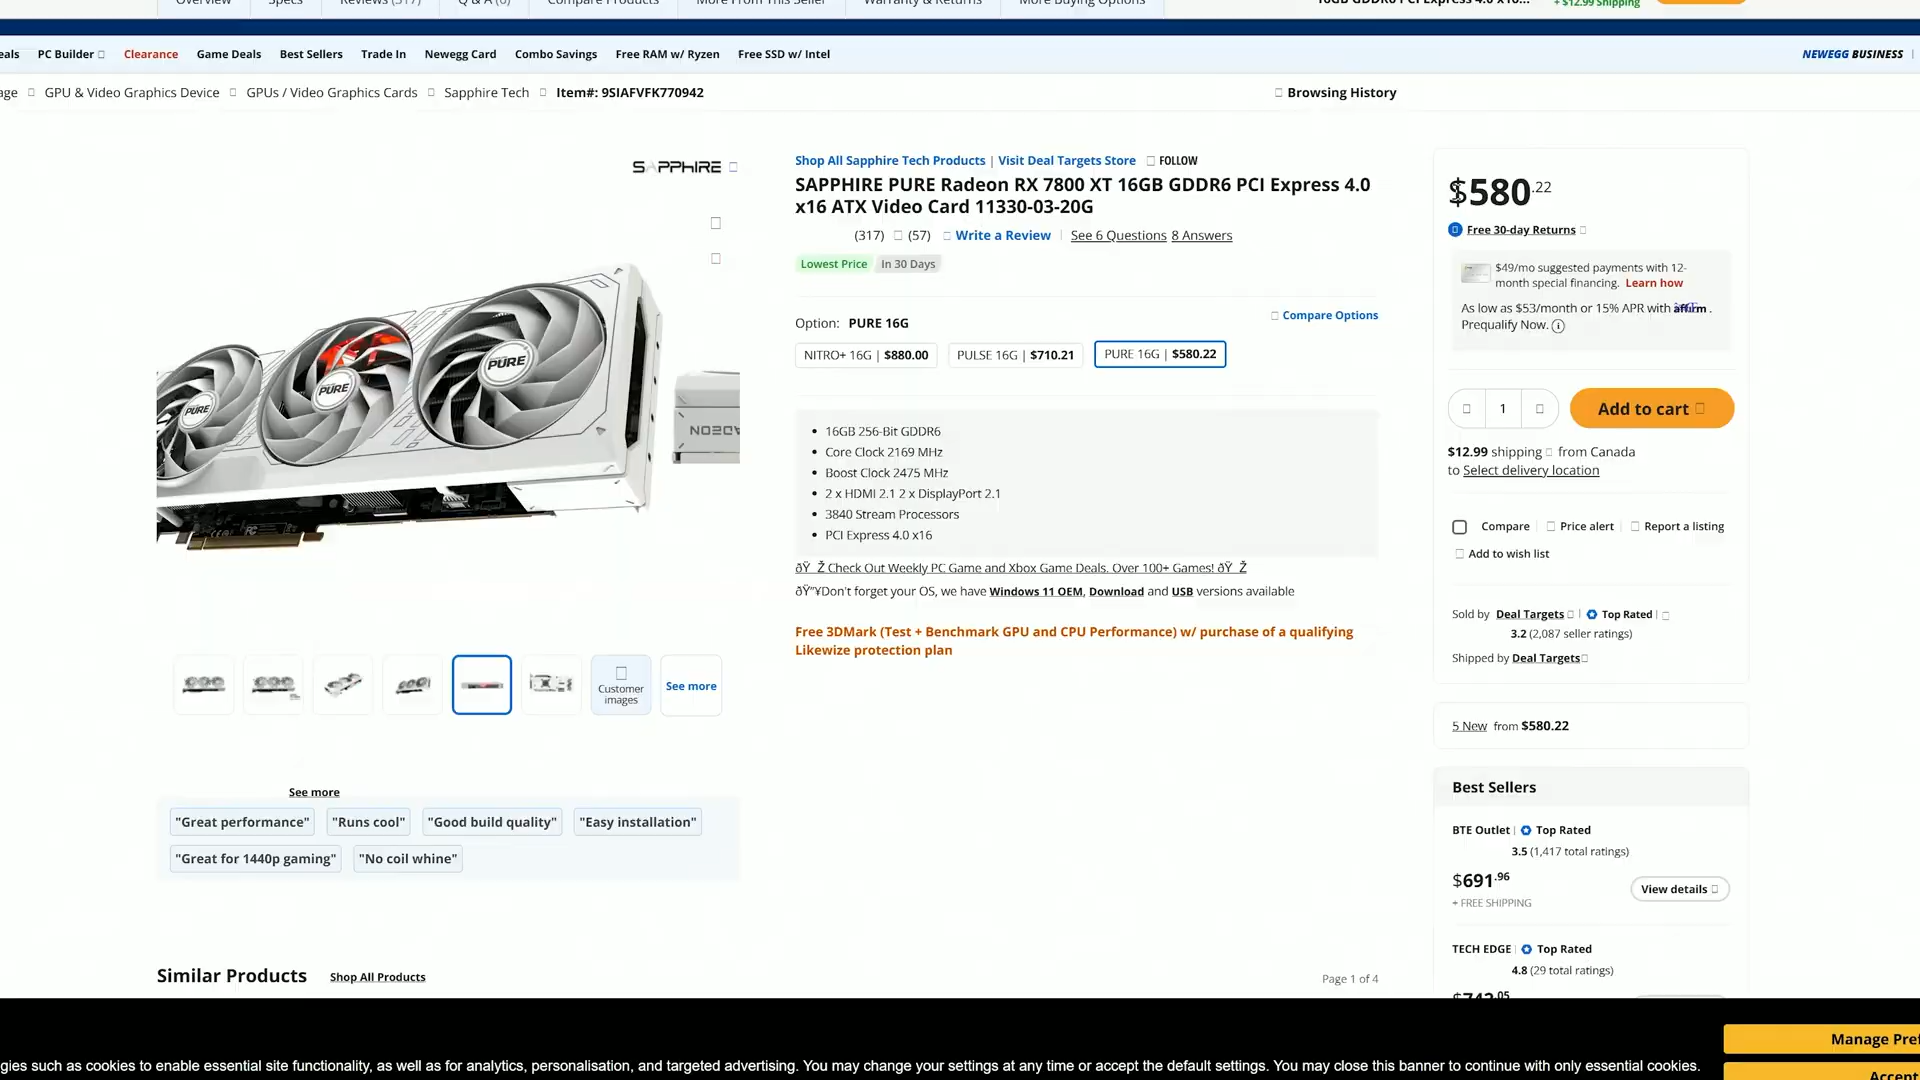 Overview Specs Reviews (317) Q & A (6) Compare Products More From This Seller Warranty & Returns More Buying Options 16GB GDDR6 PCI Express 4.0 x16... + $12.99 Shipping
eals PC Builder Clearance Game Deals Best Sellers Trade In Newegg Card Combo Savings Free RAM w/ Ryzen Free SSD w/ Intel NEWEGG BUSINESS
age GPU & Video Graphics Device GPUs / Video Graphics Cards Sapphire Tech Item#: 9SIAFVFK770942 Browsing History
SAPPHIRE
Shop All Sapphire Tech Products | Visit Deal Targets Store FOLLOW
SAPPHIRE PURE Radeon RX 7800 XT 16GB GDDR6 PCI Express 4.0
x16 ATX Video Card 11330-03-20G
(317) (57) Write a Review See 6 Questions 8 Answers
Lowest Price In 30 Days
Option: PURE 16G
Compare Options
NITRO+ 16G | $880.00 PULSE 16G | $710.21 PURE 16G | $580.22
• 16GB 256-Bit GDDR6
• Core Clock 2169 MHz
• Boost Clock 2475 MHz
• 2 x HDMI 2.1 2 x DisplayPort 2.1
• 3840 Stream Processors
• PCI Express 4.0 x16
ðŸ Ž Check Out Weekly PC Game and Xbox Game Deals. Over 100+ Games! ðŸ Ž
ðŸ”¥Don't forget your OS, we have Windows 11 OEM, Download and USB versions available
Free 3DMark (Test + Benchmark GPU and CPU Performance) w/ purchase of a qualifying
Likewize protection plan
PURE
PURE
PURE
Customer
images
See more
See more
"Great performance" "Runs cool" "Good build quality" "Easy installation"
"Great for 1440p gaming" "No coil whine"
Similar Products Shop All Products
Page 1 of 4
$580.22
Free 30-day Returns
$49/mo suggested payments with 12-
month special financing. Learn how
As low as $53/month or 15% APR with affirm.
Prequalify Now.
1
Add to cart
$12.99 shipping from Canada
to Select delivery location
Compare Price alert Report a listing
Add to wish list
Sold by Deal Targets | Top Rated |
3.2 (2,087 seller ratings)
Shipped by Deal Targets
5 New from $580.22
Best Sellers
BTE Outlet | Top Rated
3.5 (1,417 total ratings)
$691.96
+ FREE SHIPPING
View details
TECH EDGE | Top Rated
4.8 (29 total ratings)
$742.05
Manage Pref
gies such as cookies to enable essential site functionality, as well as for analytics, personalisation, and targeted advertising. You may change your settings at any time or accept the default settings. You may close this banner to continue with only essential cookies.
Accept